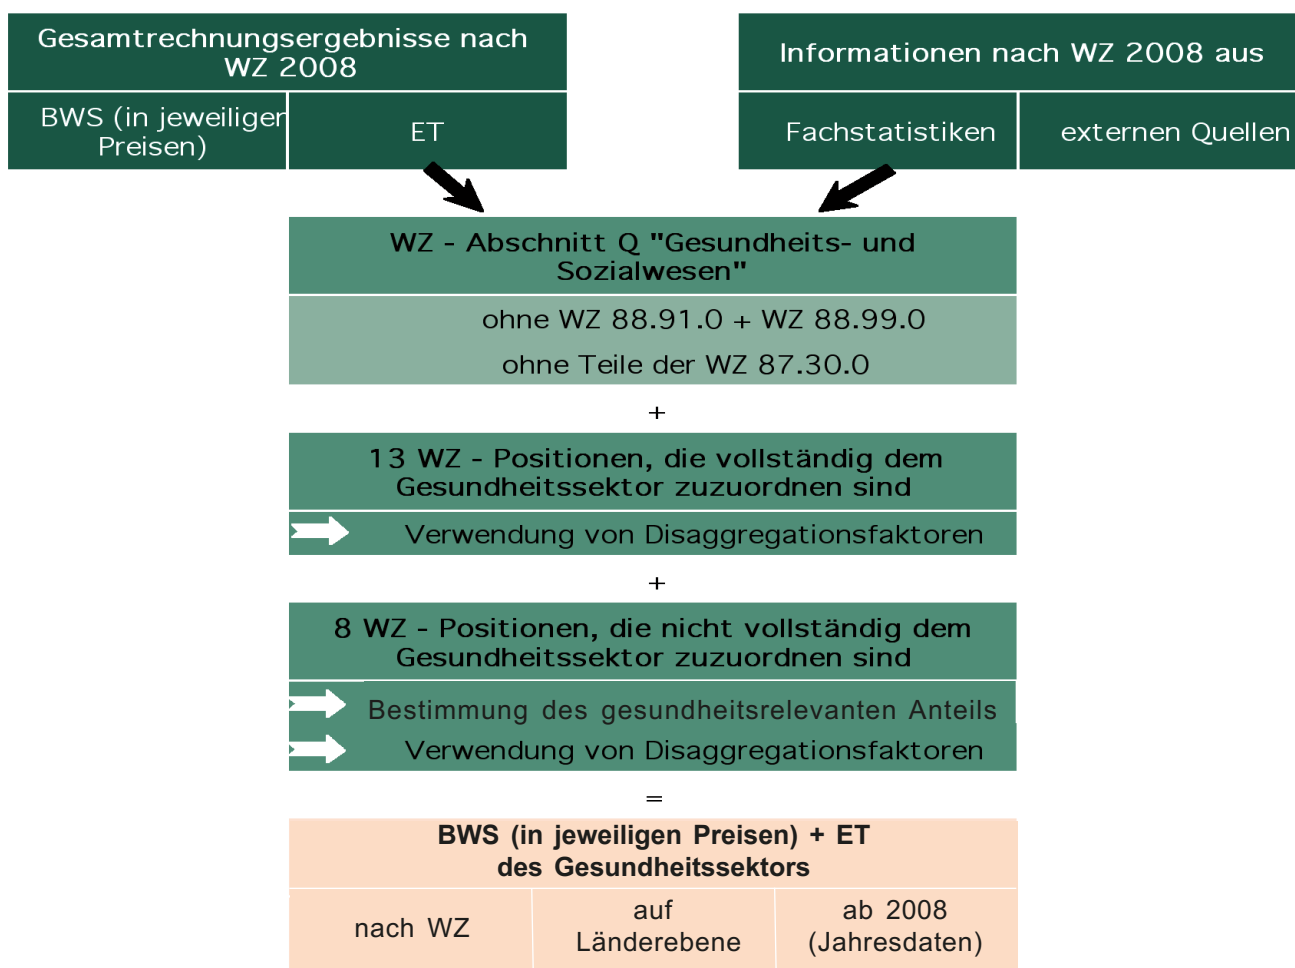 Gesamtrechnungsergebnisse nach
WZ 2008
BWS (in jeweiligen
Preisen)
ET
Informationen nach WZ 2008 aus
Fachstatistiken
externen Quellen
WZ - Abschnitt Q "Gesundheits- und
Sozialwesen"
ohne WZ 88.91.0 + WZ 88.99.0
ohne Teile der WZ 87.30.0
+
13 WZ - Positionen, die vollständig dem
Gesundheitssektor zuzuordnen sind
Verwendung von Disaggregationsfaktoren
+
8 WZ - Positionen, die nicht vollständig dem
Gesundheitssektor zuzuordnen sind
Bestimmung des gesundheitsrelevanten Anteils
Verwendung von Disaggregationsfaktoren
=
BWS (in jeweiligen Preisen) + ET
des Gesundheitssektors
nach WZ
auf
Länderebene
ab 2008
(Jahresdaten)